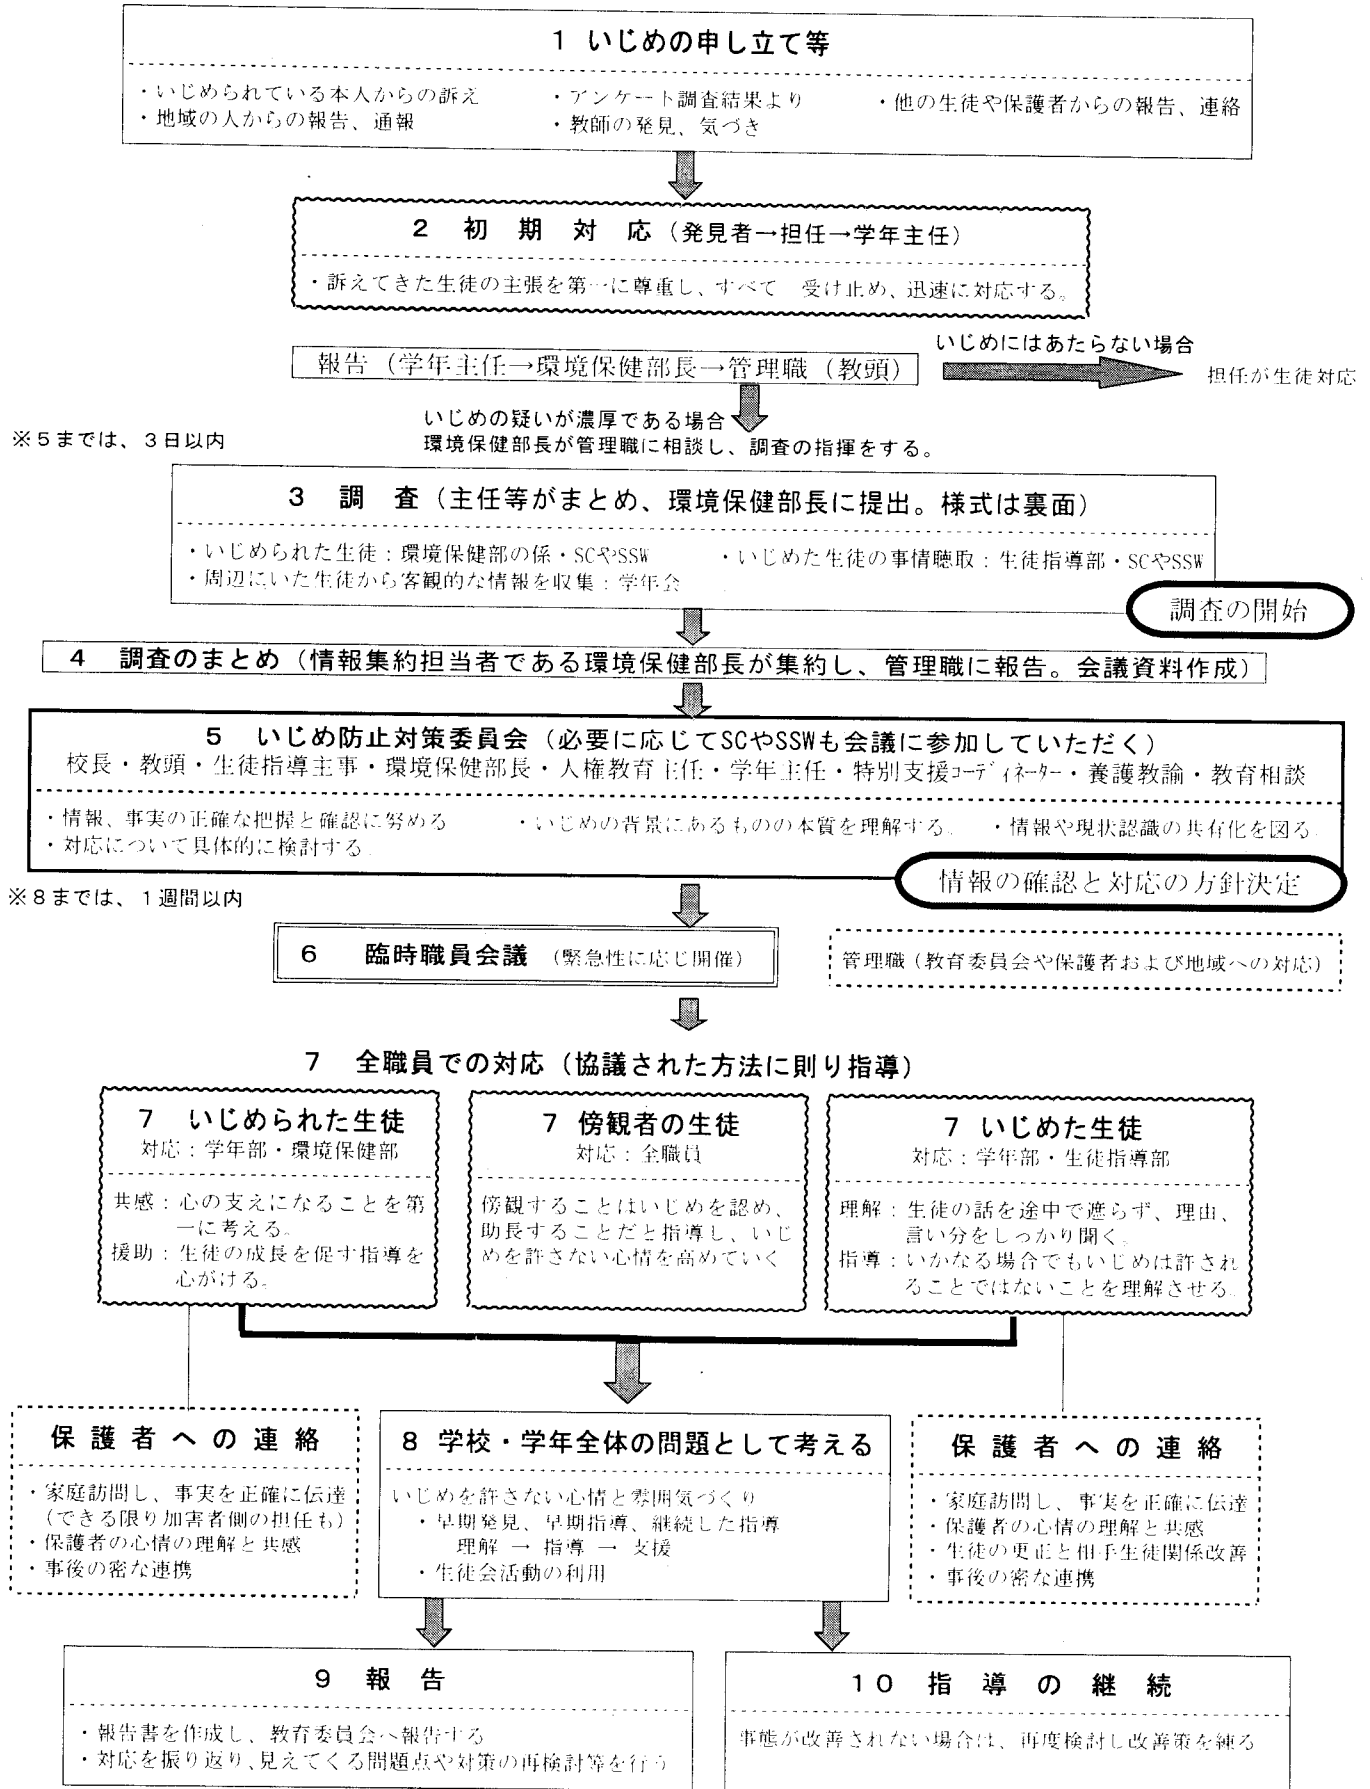 1 いじめの申し立て等
・いじめられている本人からの訴え ・アンケート調査結果より ・他の生徒や保護者からの報告、連絡
・地域の人からの報告、通報 ・教師の発見、気づき
2 初期対応（発見者→担任→学年主任）
・訴えてきた生徒の主張を第一に尊重し、すべて 受け止め、迅速に対応する。
いじめにはあたらない場合
報告（学年主任→環境保健部長→管理職（教頭）
担任が生徒対応
いじめの疑いが濃厚である場合
※５までは、３日以内
環境保健部長が管理職に相談し、調査の指揮をする。
3 調 査（主任等がまとめ、環境保健部長に提出。様式は裏面）
・いじめられた生徒：環境保健部の係・SCやSSW ・いじめた生徒の事情聴取：生徒指導部・SCやSSW
・周辺にいた生徒から客観的な情報を収集：学年会
調査の開始
4 調査のまとめ（情報集約担当者である環境保健部長が集約し、管理職に報告。会議資料作成）
5 いじめ防止対策委員会（必要に応じてSCやSSWも会議に参加していただく）
校長・教頭・生徒指導主事・環境保健部長・人権教育主任・学年主任・特別支援ｺｰﾃﾞｨﾈｰﾀｰ・養護教諭・教育相談
・情報、事実の正確な把握と確認に努める ・いじめの背景にあるものの本質を理解する。 ・情報や現状認識の共有化を図る。
・対応について具体的に検討する。
情報の確認と対応の方針決定
※８までは、１週間以内
6 臨時職員会議 （緊急性に応じ開催）
管理職（教育委員会や保護者および地域への対応）
7 全職員での対応（協議された方法に則り指導）
7 いじめられた生徒
対応：学年部・環境保健部
共感：心の支えになることを第
一に考える。
援助：生徒の成長を促す指導を
心がける。
7 傍観者の生徒
対応：全職員
傍観することはいじめを認め、
助長することだと指導し、いじ
めを許さない心情を高めていく
7 いじめた生徒
対応：学年部・生徒指導部
理解：生徒の話を途中で遮らず、理由、
言い分をしっかり聞く。
指導：いかなる場合でもいじめは許され
ることではないことを理解させる。
保護者への連絡
・家庭訪問し、事実を正確に伝達
（できる限り加害者側の担任も）
・保護者の心情の理解と共感
・事後の密な連携
8 学校・学年全体の問題として考える
いじめを許さない心情と雰囲気づくり
・早期発見、早期指導、継続した指導
理解 → 指導 → 支援
・生徒会活動の利用
保護者への連絡
・家庭訪問し、事実を正確に伝達
・保護者の心情の理解と共感
・生徒の更正と相手生徒関係改善
・事後の密な連携
9 報 告
・報告書を作成し、教育委員会へ報告する
・対応を振り返り、見えてくる問題点や対策の再検討等を行う
10 指導の継続
事態が改善されない場合は、再度検討し改善策を練る